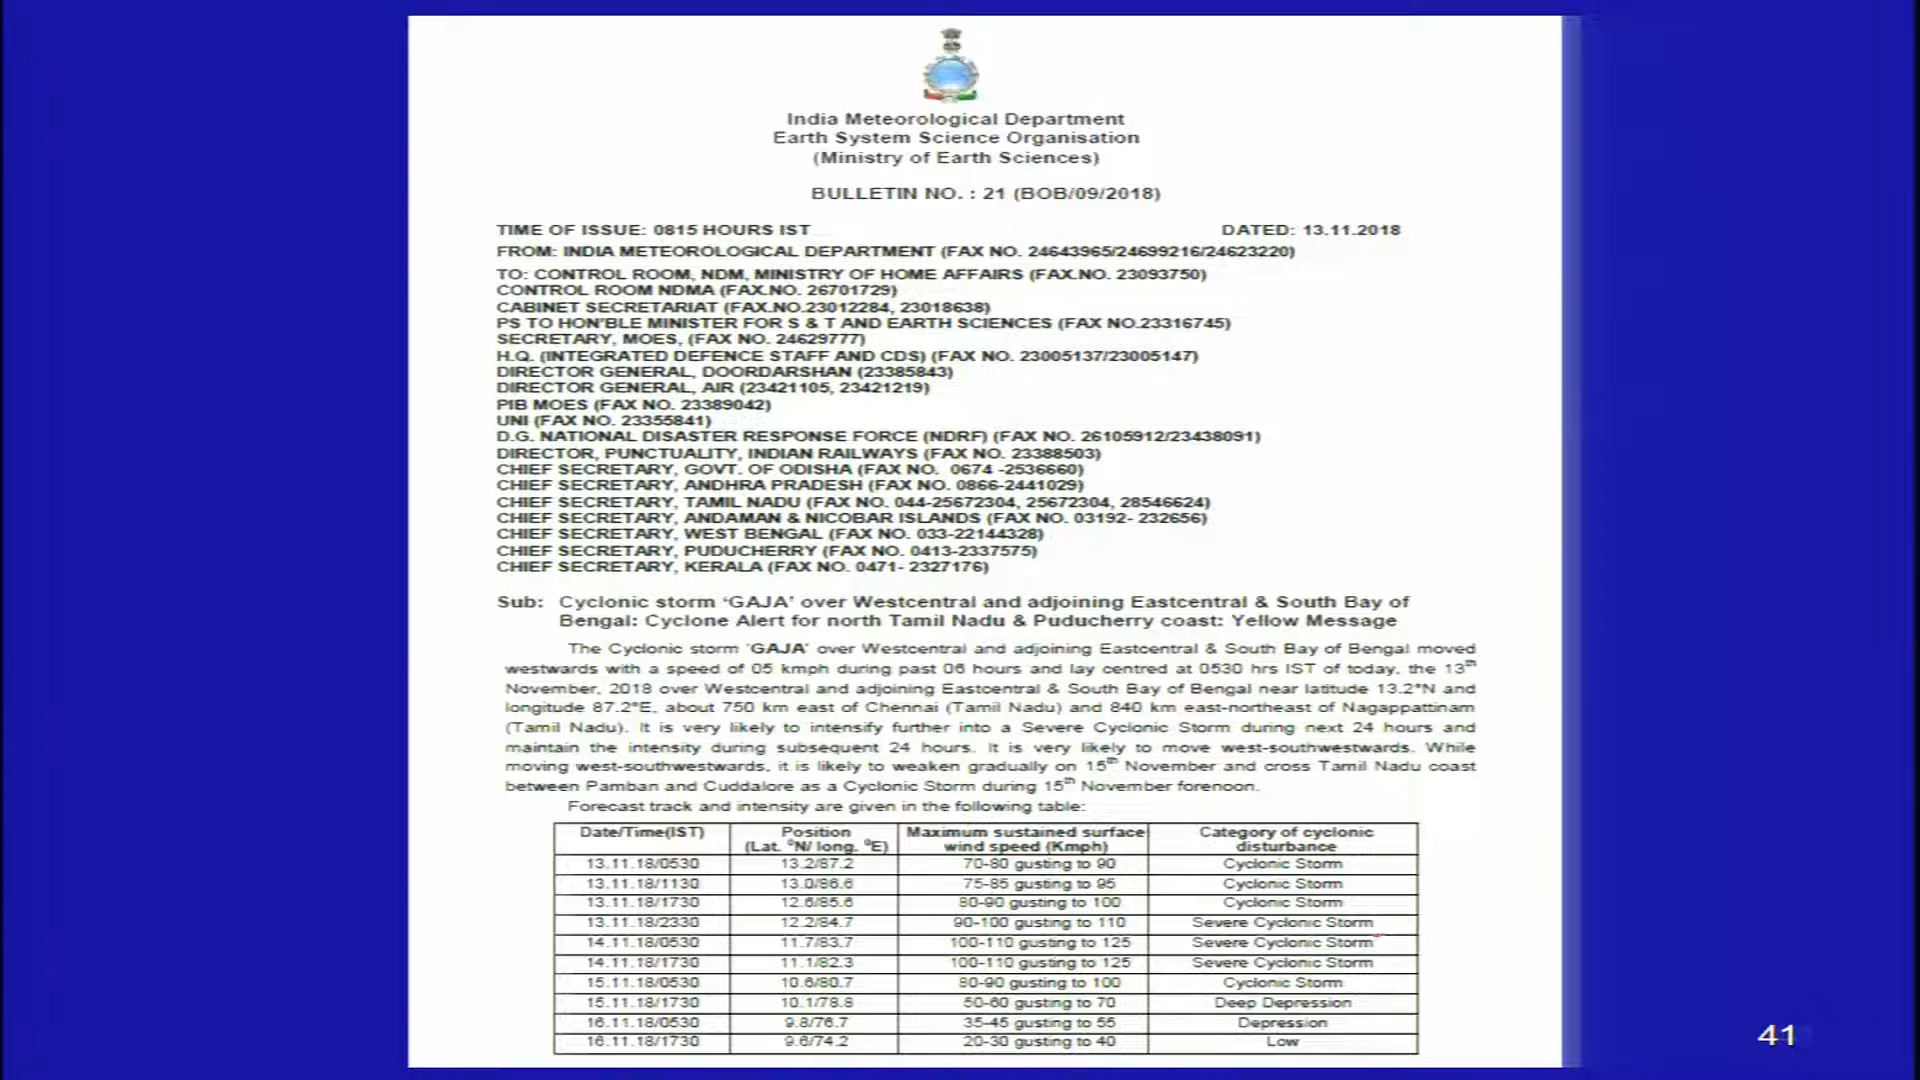 India Meteorological Department
Earth System Science Organisation
(Ministry of Earth Sciences)
BULLETIN NO. : 21 (BOB/09/2018)
TIME OF ISSUE: 0815 HOURS IST DATED: 13.11.2018
FROM: INDIA METEOROLOGICAL DEPARTMENT (FAX NO. 24643965/24699216/24623220)
TO: CONTROL ROOM, NDM, MINISTRY OF HOME AFFAIRS (FAX.NO. 23093750)
CONTROL ROOM NDMA (FAX.NO. 26701729)
CABINET SECRETARIAT (FAX.NO.23012284, 23018638)
PS TO HON'BLE MINISTER FOR S & T AND EARTH SCIENCES (FAX NO.23316745)
SECRETARY, MOES, (FAX NO. 24629777)
H.Q. (INTEGRATED DEFENCE STAFF AND CDS) (FAX NO. 23005137/23005147)
DIRECTOR GENERAL, DOORDARSHAN (23385843)
DIRECTOR GENERAL, AIR (23421105, 23421219)
PIB MOES (FAX NO. 23389042)
UNI (FAX NO. 23355841)
D.G. NATIONAL DISASTER RESPONSE FORCE (NDRF) (FAX NO. 26105912/23438091)
DIRECTOR, PUNCTUALITY, INDIAN RAILWAYS (FAX NO. 23388503)
CHIEF SECRETARY, GOVT. OF ODISHA (FAX NO. 0674 -2536660)
CHIEF SECRETARY, ANDHRA PRADESH (FAX NO. 0866-2441029)
CHIEF SECRETARY, TAMIL NADU (FAX NO. 044-25672304, 25672304, 28546624)
CHIEF SECRETARY, ANDAMAN & NICOBAR ISLANDS (FAX NO. 03192- 232656)
CHIEF SECRETARY, WEST BENGAL (FAX NO. 033-22144328)
CHIEF SECRETARY, PUDUCHERRY (FAX NO. 0413-2337575)
CHIEF SECRETARY, KERALA (FAX NO. 0471- 2327176)
Sub: Cyclonic storm ‘GAJA’ over Westcentral and adjoining Eastcentral & South Bay of
Bengal: Cyclone Alert for north Tamil Nadu & Puducherry coast: Yellow Message
The Cyclonic storm ‘GAJA’ over Westcentral and adjoining Eastcentral & South Bay of Bengal moved
westwards with a speed of 05 kmph during past 06 hours and lay centred at 0530 hrs IST of today, the 13th
November, 2018 over Westcentral and adjoining Eastcentral & South Bay of Bengal near latitude 13.2°N and
longitude 87.2°E, about 750 km east of Chennai (Tamil Nadu) and 840 km east-northeast of Nagappattinam
(Tamil Nadu). It is very likely to intensify further into a Severe Cyclonic Storm during next 24 hours and
maintain the intensity during subsequent 24 hours. It is very likely to move west-southwestwards. While
moving west-southwestwards, it is likely to weaken gradually on 15th November and cross Tamil Nadu coast
between Pamban and Cuddalore as a Cyclonic Storm during 15th November forenoon.
Forecast track and intensity are given in the following table:
Date/Time(IST) Position (Lat. °N/ long. °E) Maximum sustained surface wind speed (Kmph) Category of cyclonic disturbance
13.11.18/0530 13.2/87.2 70-80 gusting to 90 Cyclonic Storm
13.11.18/1130 13.0/86.6 75-85 gusting to 95 Cyclonic Storm
13.11.18/1730 12.6/85.6 80-90 gusting to 100 Cyclonic Storm
13.11.18/2330 12.2/84.7 90-100 gusting to 110 Severe Cyclonic Storm
14.11.18/0530 11.7/83.7 100-110 gusting to 125 Severe Cyclonic Storm
14.11.18/1730 11.1/82.3 100-110 gusting to 125 Severe Cyclonic Storm
15.11.18/0530 10.6/80.7 80-90 gusting to 100 Cyclonic Storm
15.11.18/1730 10.1/78.8 50-60 gusting to 70 Deep Depression
16.11.18/0530 9.8/76.7 35-45 gusting to 55 Depression
16.11.18/1730 9.6/74.2 20-30 gusting to 40 Low
41